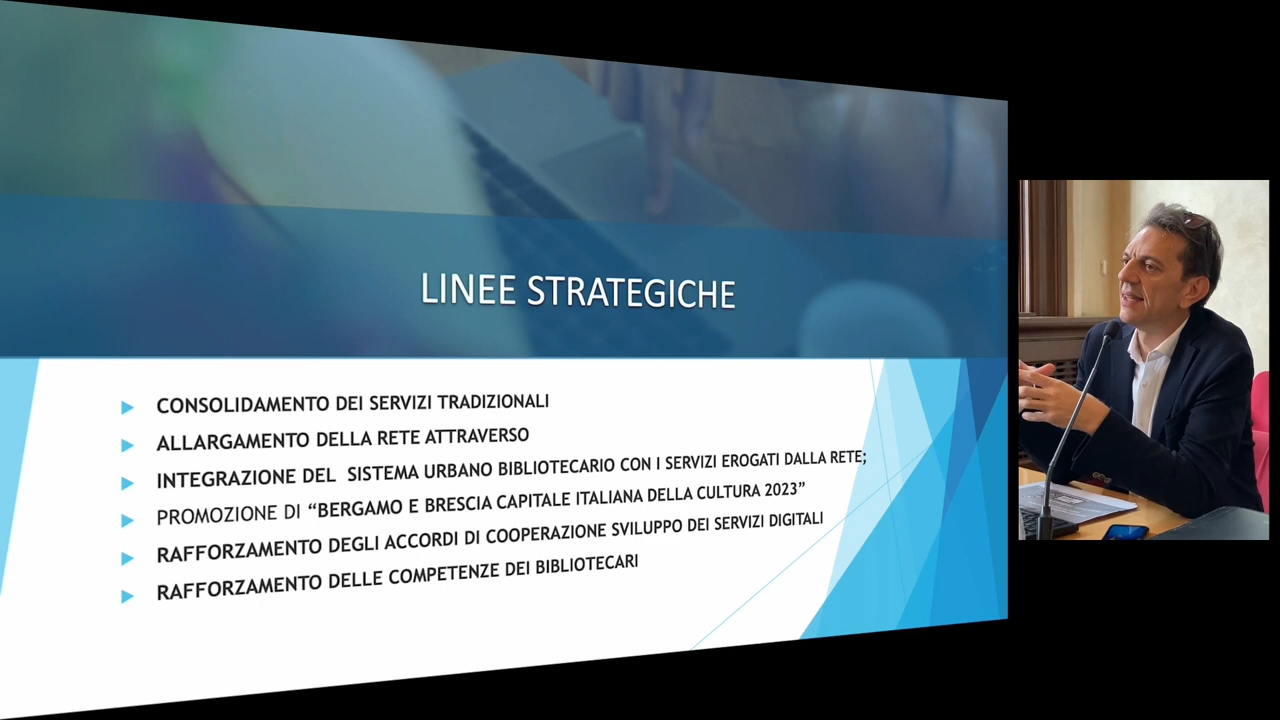 LINEE STRATEGICHE
CONSOLIDAMENTO DEI SERVIZI TRADIZIONALI
ALLARGAMENTO DELLA RETE ATTRAVERSO
INTEGRAZIONE DEL SISTEMA URBANO BIBLIOTECARIO CON I SERVIZI EROGATI DALLA RETE;
PROMOZIONE DI “BERGAMO E BRESCIA CAPITALE ITALIANA DELLA CULTURA 2023”
RAFFORZAMENTO DEGLI ACCORDI DI COOPERAZIONE SVILUPPO DEI SERVIZI DIGITALI
RAFFORZAMENTO DELLE COMPETENZE DEI BIBLIOTECARI